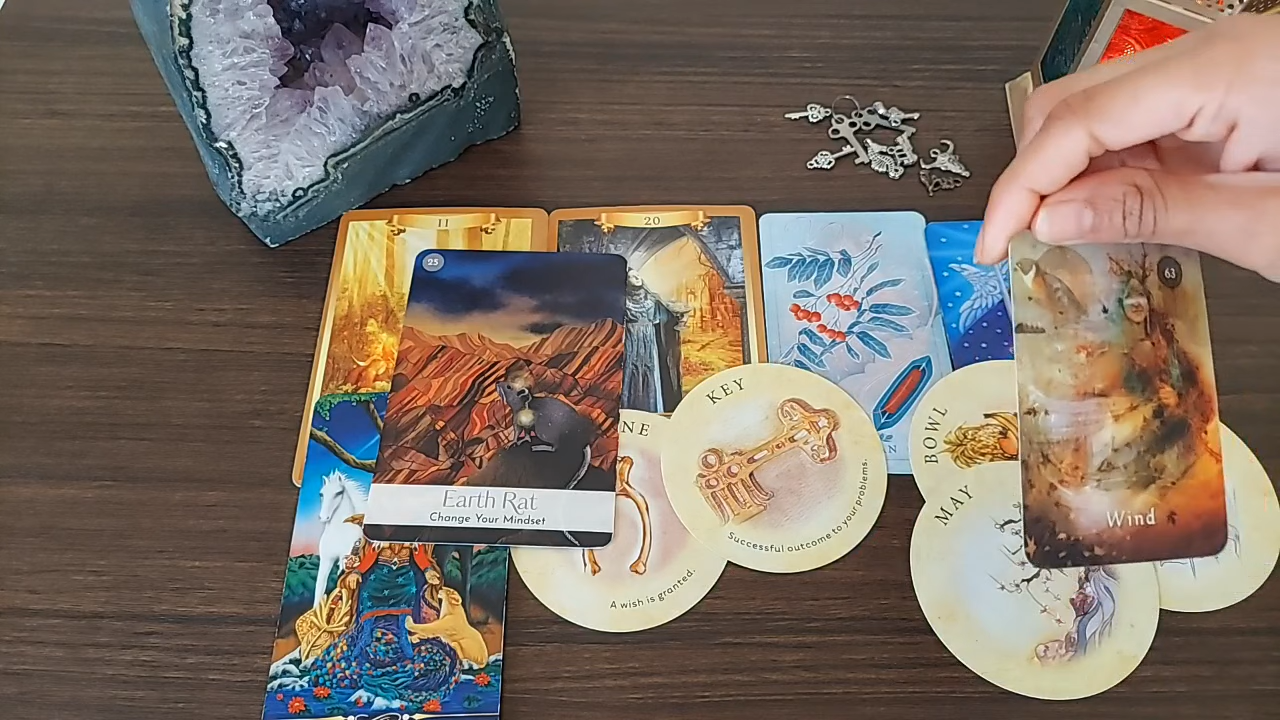 11
20
25
63
Earth Rat
Change Your Mindset
NE
A wish is granted.
KEY
Successful outcome to your problems.
BOWL
MAY
Wind